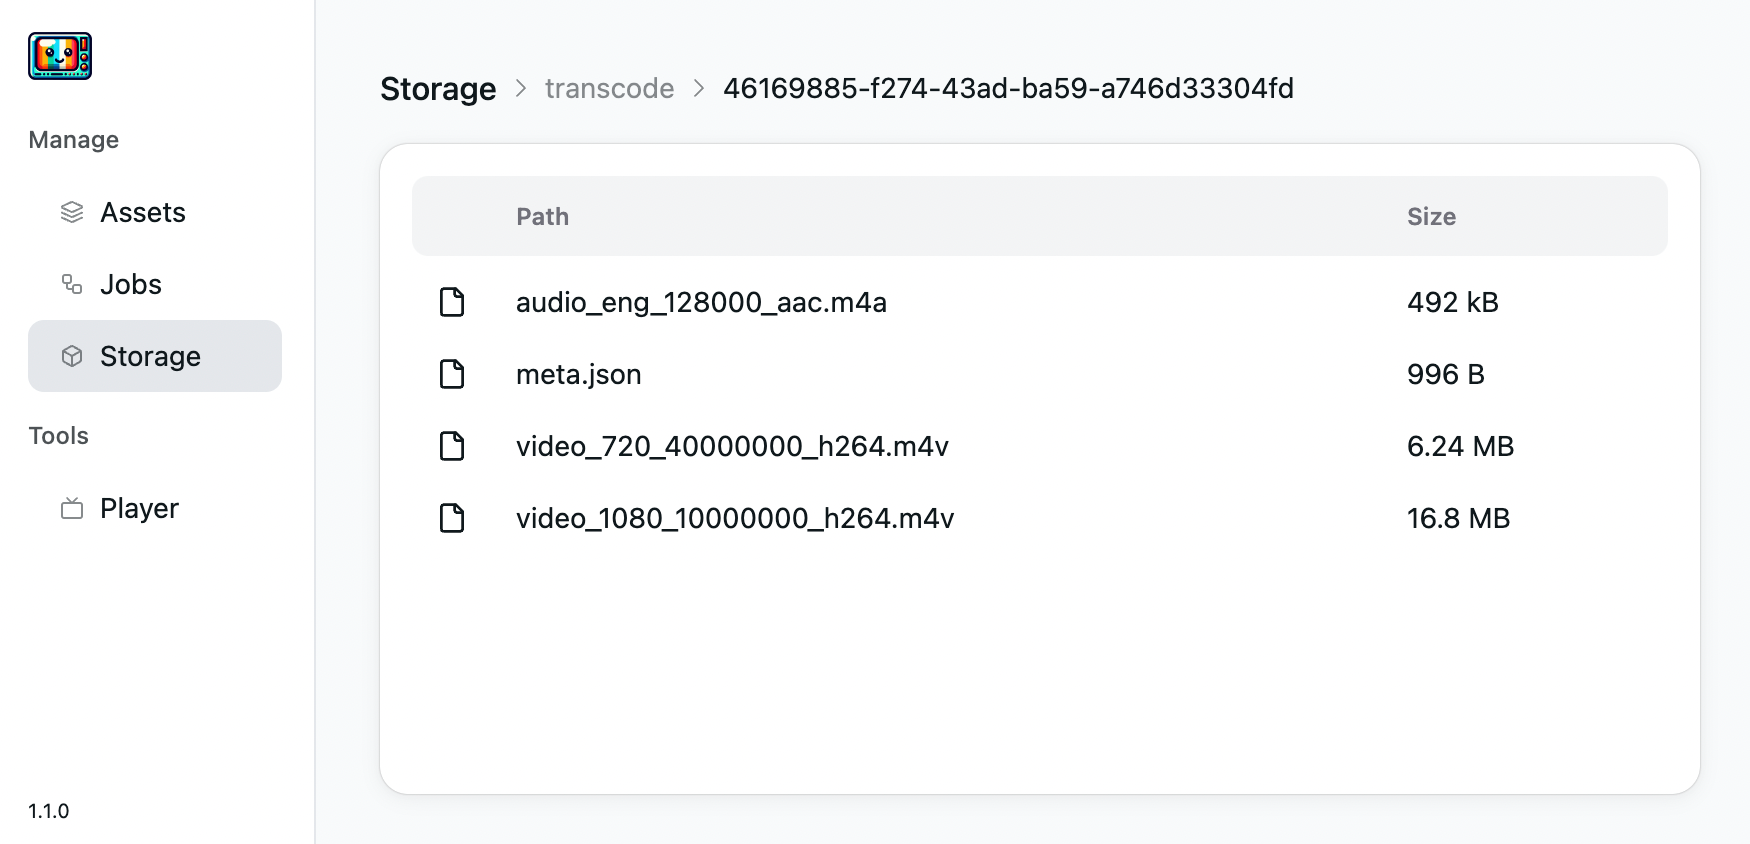 Manage
Assets
Jobs
Storage
Tools
Player
1.1.0
Storage > transcode > 46169885-f274-43ad-ba59-a746d33304fd
Path Size
audio_eng_128000_aac.m4a 492 kB
meta.json 996 B
video_720_40000000_h264.m4v 6.24 MB
video_1080_10000000_h264.m4v 16.8 MB